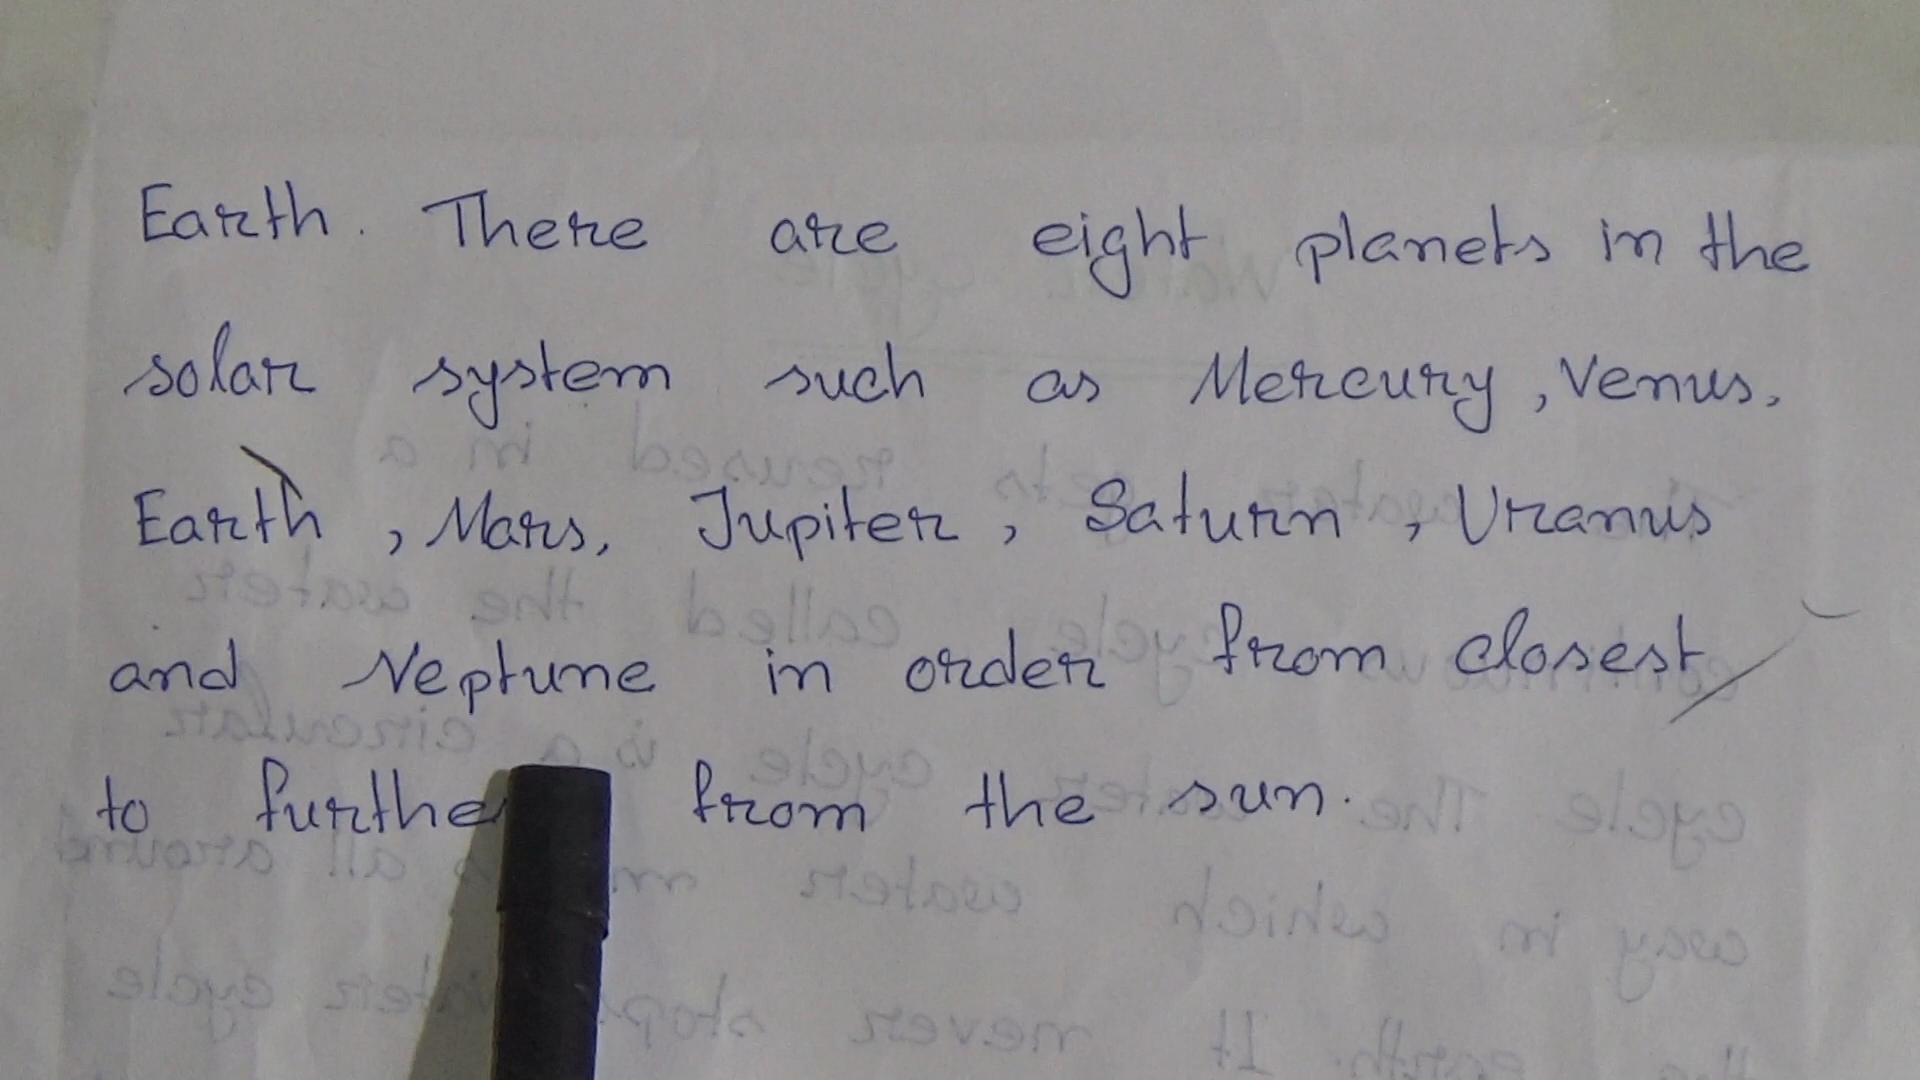 Earth. There are eight planets in the
solar system such as Mercury, Venus,
Earth, Mars, Jupiter, Saturn, Uranus
and Neptune in order from closest
to from the sun.